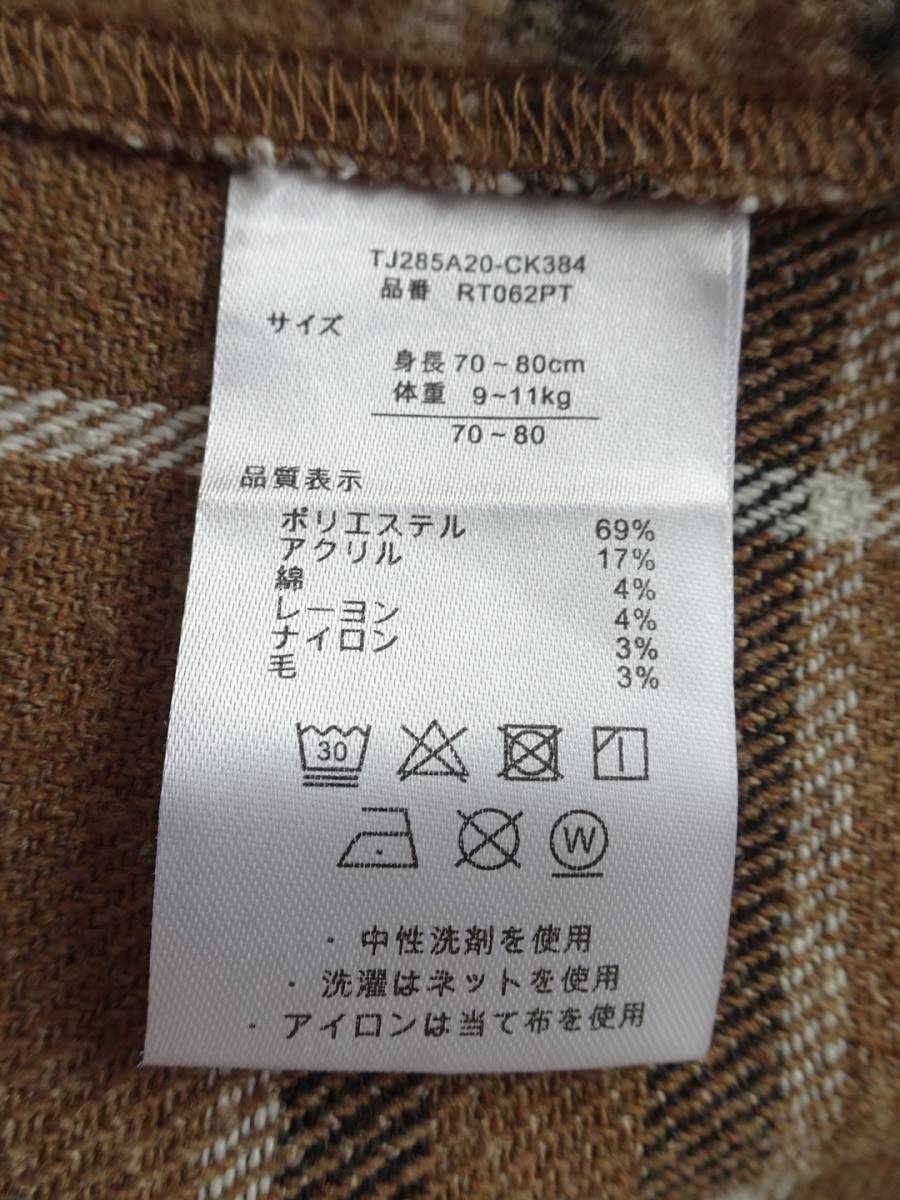 TJ285A20-CK384
品番 RT062PT
サイズ
身長 70~80cm
体重 9~11kg
70~80
品質表示
ポリエステル 69%
アクリル 17%
綿 4%
レーヨン 4%
ナイロン 3%
毛 3%
30
W
・中性洗剤を使用
・洗濯はネットを使用
・アイロンは当て布を使用